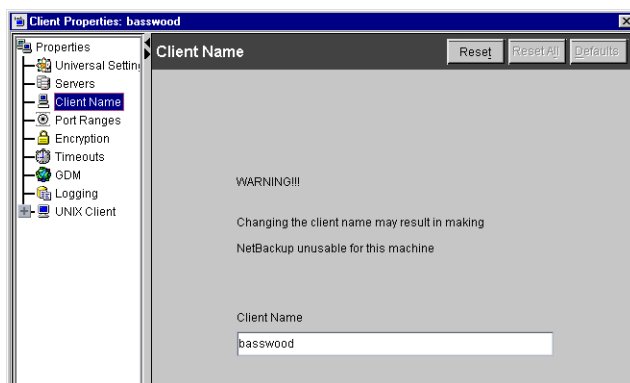 Client Properties: basswood
Properties
Universal Settin
Servers
Client Name
Port Ranges
Encryption
Timeouts
GDM
Logging
UNIX Client
Client Name
Reset
Reset All
Defaults
WARNING!!!
Changing the client name may result in making
NetBackup unusable for this machine
Client Name
basswood